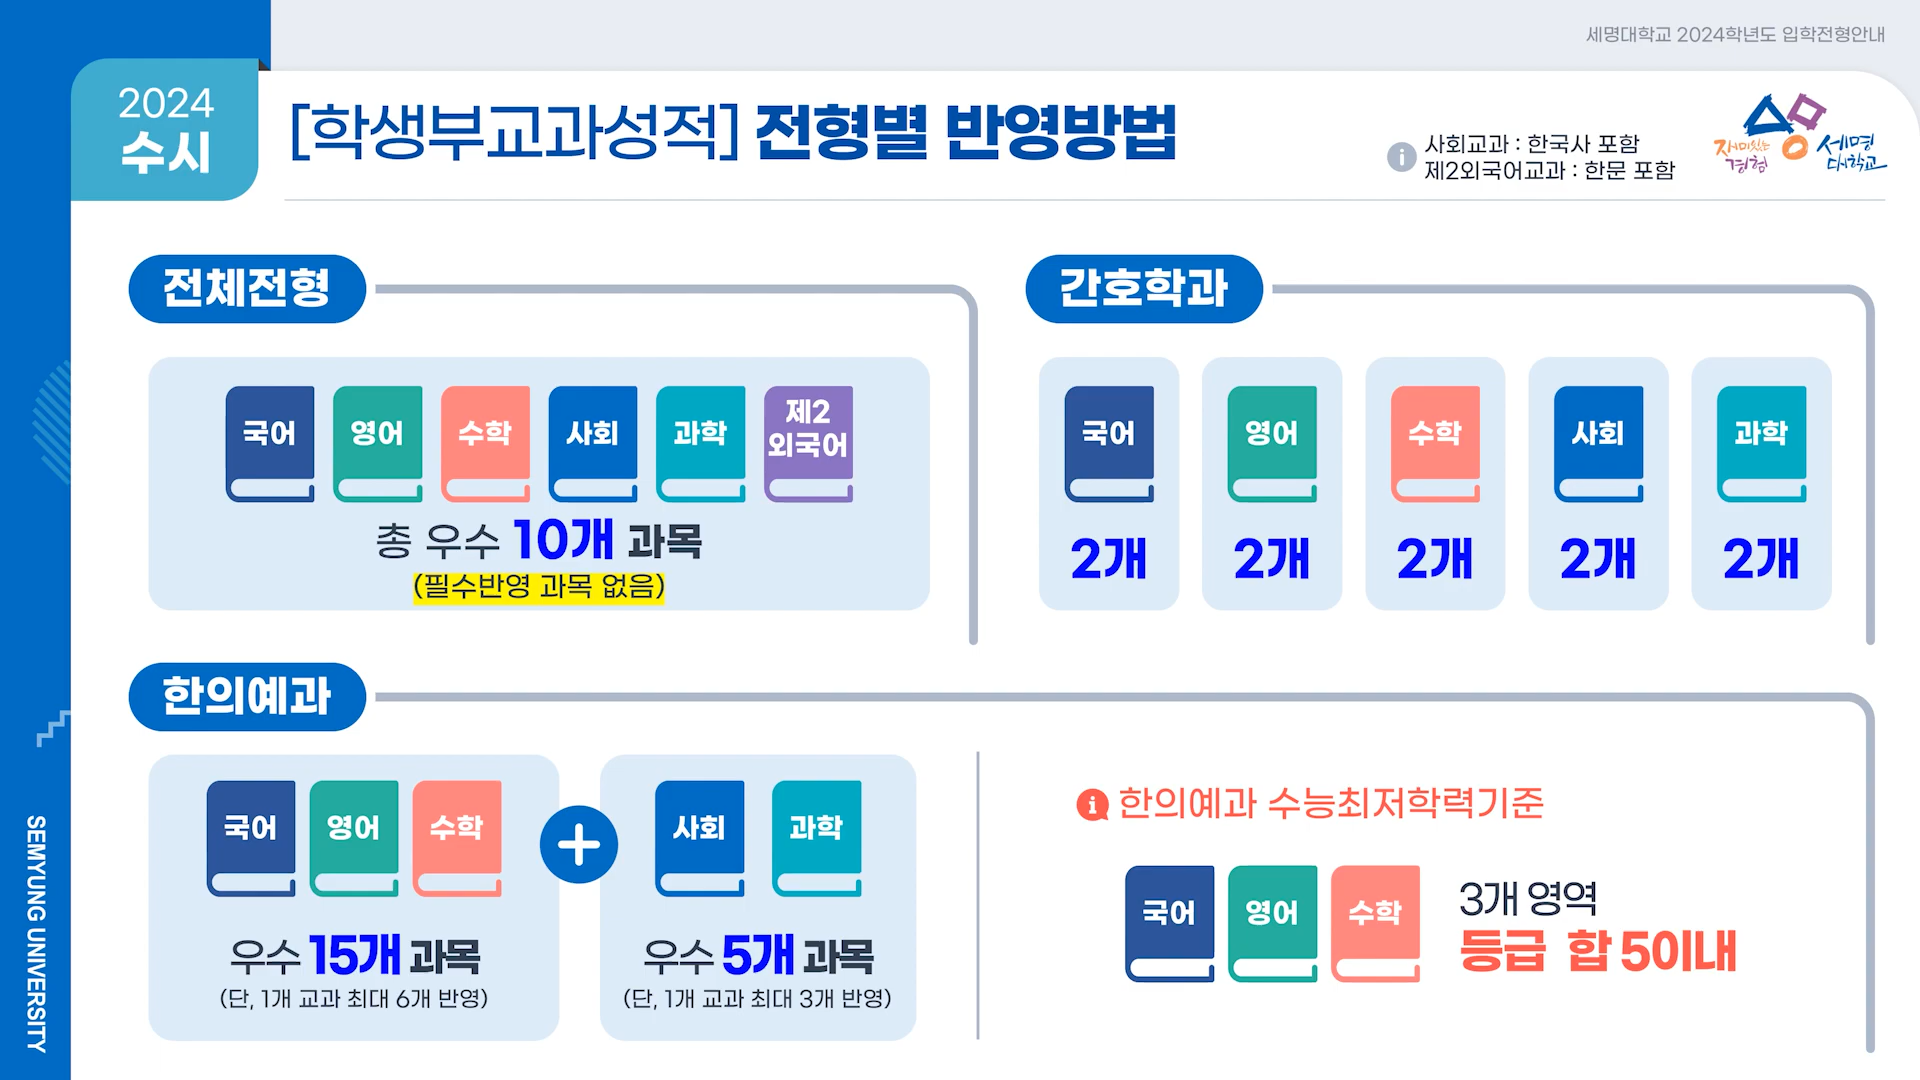 세명대학교 2024학년도 입학전형안내
2024
수시
[학생부교과성적] 전형별 반영방법
사회교과 : 한국사 포함
제2외국어교과 : 한문 포함
재미있는
경험
세명
대학교
전체전형
국어
영어
수학
사회
과학
제2
외국어
총 우수 10개 과목
(필수반영 과목 없음)
간호학과
국어
영어
수학
사회
과학
2개
2개
2개
2개
2개
한의예과
국어
영어
수학
우수 15개 과목
(단, 1개 교과 최대 6개 반영)
사회
과학
우수 5개 과목
(단, 1개 교과 최대 3개 반영)
한의예과 수능최저학력기준
국어
영어
수학
3개 영역
등급 합 5이내
SEMYUNG UNIVERSITY